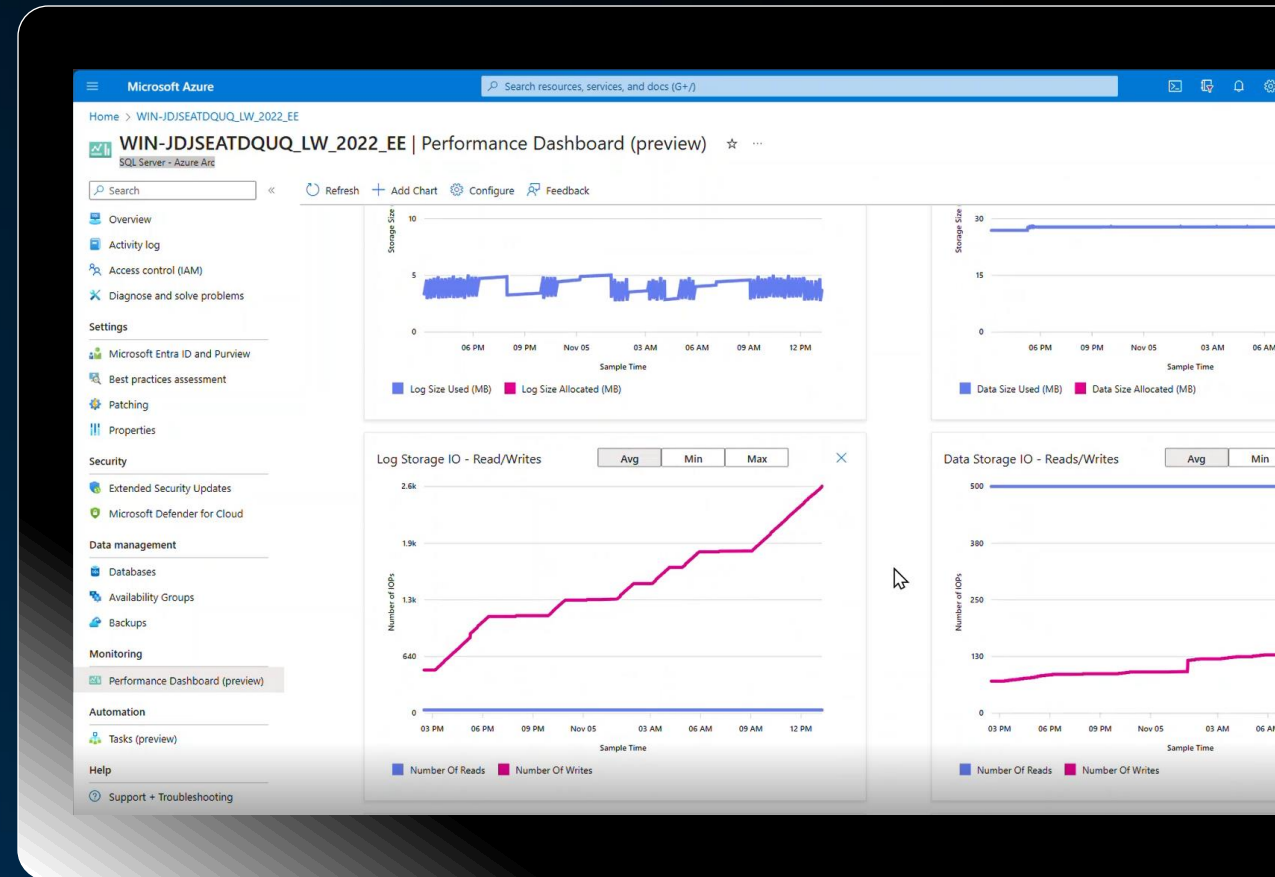 Microsoft Azure
Search resources, services, and docs (G+/)
Home > WIN-JDJSEATDQUQ_LW_2022_EE
WIN-JDJSEATDQUQ_LW_2022_EE | Performance Dashboard (preview)
SQL Server - Azure Arc
Search
Refresh
Add Chart
Configure
Feedback
Overview
Activity log
Access control (IAM)
Diagnose and solve problems
Settings
Microsoft Entra ID and Purview
Best practices assessment
Patching
Properties
Security
Extended Security Updates
Microsoft Defender for Cloud
Data management
Databases
Availability Groups
Backups
Monitoring
Performance Dashboard (preview)
Automation
Tasks (preview)
Help
Support + Troubleshooting
Storage Size
10
5
0
06 PM 09 PM Nov 05 03 AM 06 AM 09 AM 12 PM
Sample Time
Log Size Used (MB) Log Size Allocated (MB)
Storage Size
30
15
0
06 PM 09 PM Nov 05 03 AM 06 AM
Sample Time
Data Size Used (MB) Data Size Allocated (MB)
Log Storage IO - Read/Writes
Avg Min Max
Number of IOPs
2.6k
1.9k
1.3k
640
0
03 PM 06 PM 09 PM Nov 05 03 AM 06 AM 09 AM 12 PM
Sample Time
Number Of Reads Number Of Writes
Data Storage IO - Reads/Writes
Avg Min
Number of IOPs
500
380
250
130
0
03 PM 06 PM 09 PM Nov 05 03 AM
Sample Time
Number Of Reads Number Of Writes